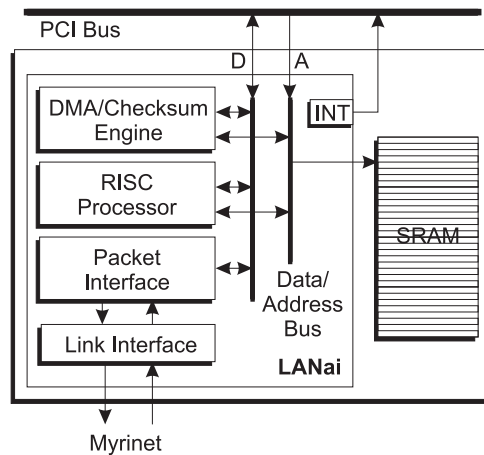 PCI Bus
D
A
DMA/Checksum
Engine
INT
RISC
Processor
SRAM
Packet
Interface
Data/
Address
Bus
Link Interface
LANai
Myrinet